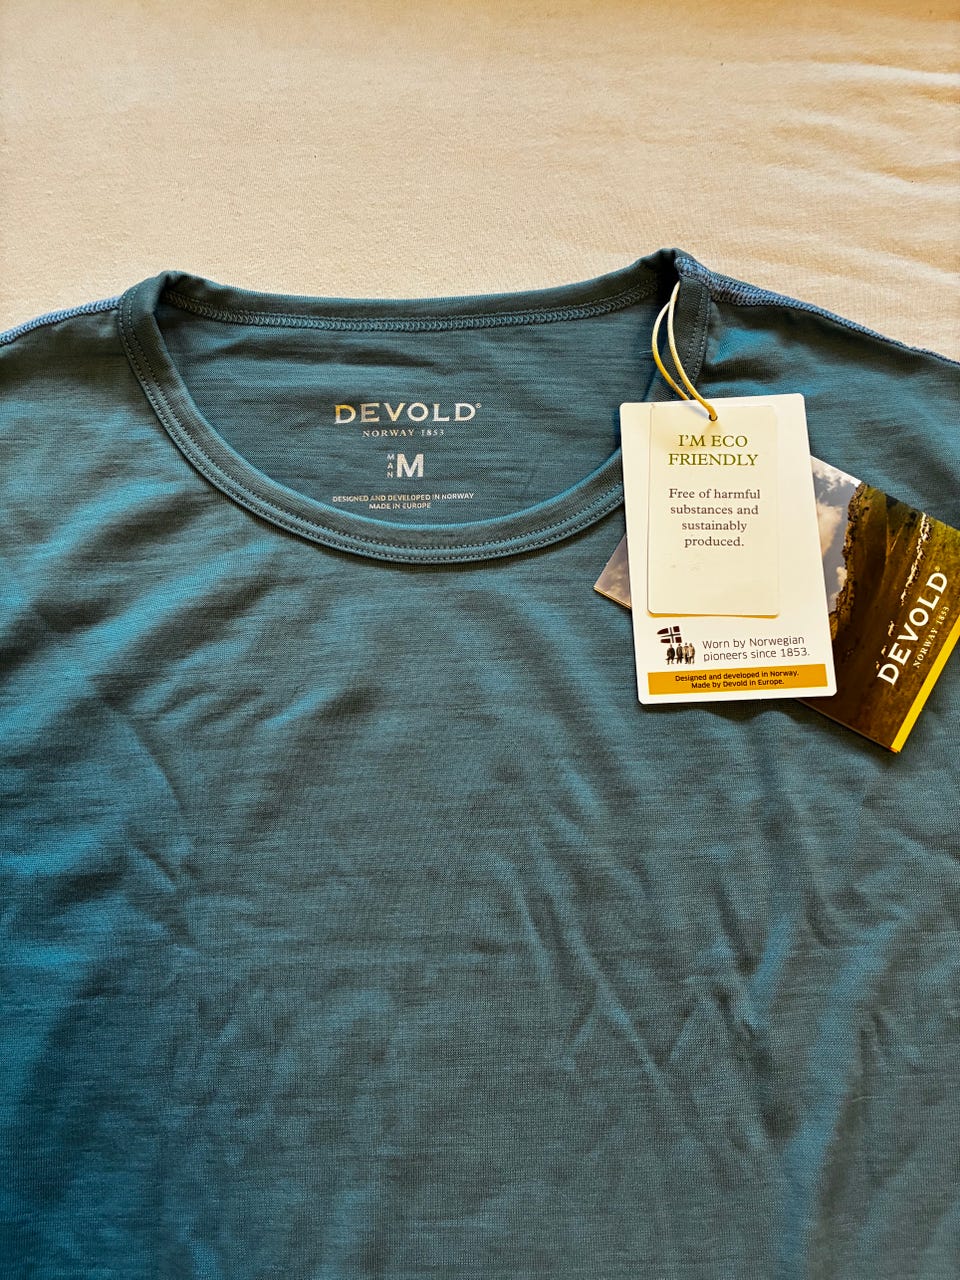 DEVOLD®
NORWAY 1853
MAN
M
DESIGNED AND DEVELOPED IN NORWAY
MADE IN EUROPE
I'M ECO
FRIENDLY
Free of harmful
substances and
sustainably
produced.
Worn by Norwegian
pioneers since 1853.
Designed and developed in Norway.
Made by Devold in Europe.
DEVOLD®
NORWAY 1853